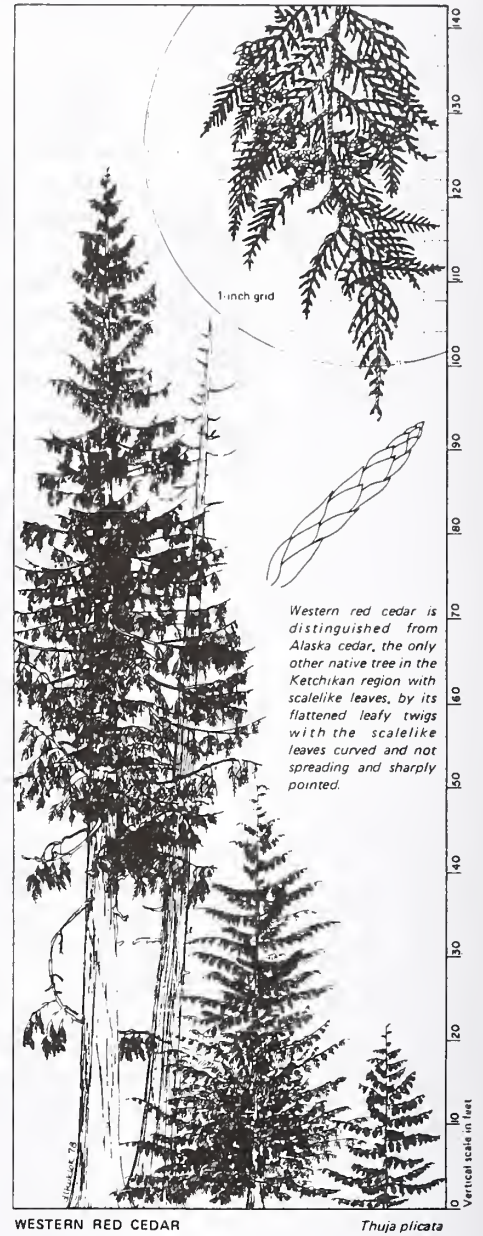 140
130
120
110
1-inch grid
100
90
80
Western red cedar is
distinguished from
Alaska cedar, the only
other native tree in the
Ketchikan region with
scalelike leaves, by its
flattened leafy twigs
with the scalelike
leaves curved and not
spreading and sharply
pointed.
70
60
50
40
30
20
10
0
Vertical scale in feet
WESTERN RED CEDAR
Thuja plicata